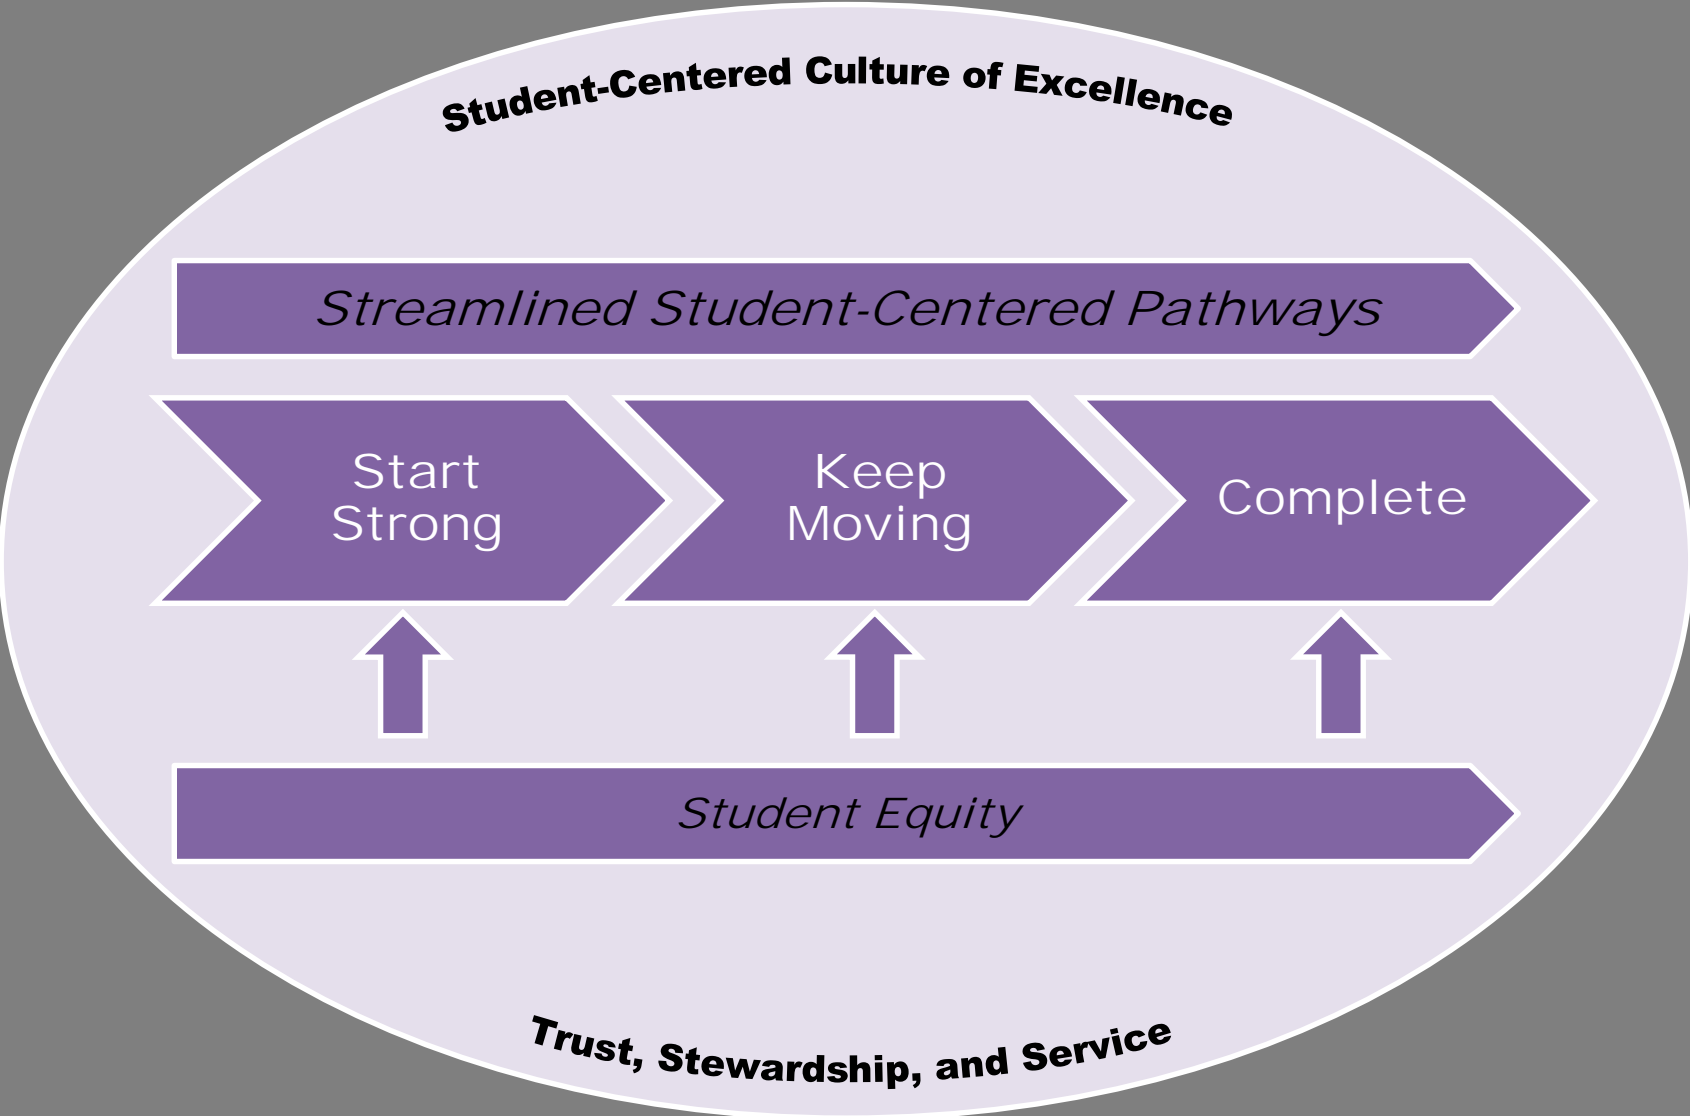 Student-Centered Culture of Excellence
Streamlined Student-Centered Pathways
Start
Strong
Keep
Moving
Complete
Student Equity
Trust, Stewardship, and Service